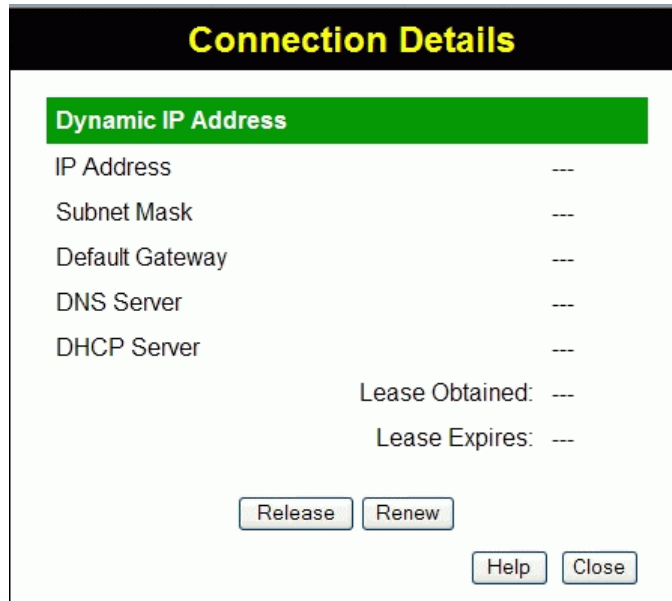 Connection Details
Dynamic IP Address
IP Address ---
Subnet Mask ---
Default Gateway ---
DNS Server ---
DHCP Server ---
Lease Obtained: ---
Lease Expires: ---
Release Renew
Help Close